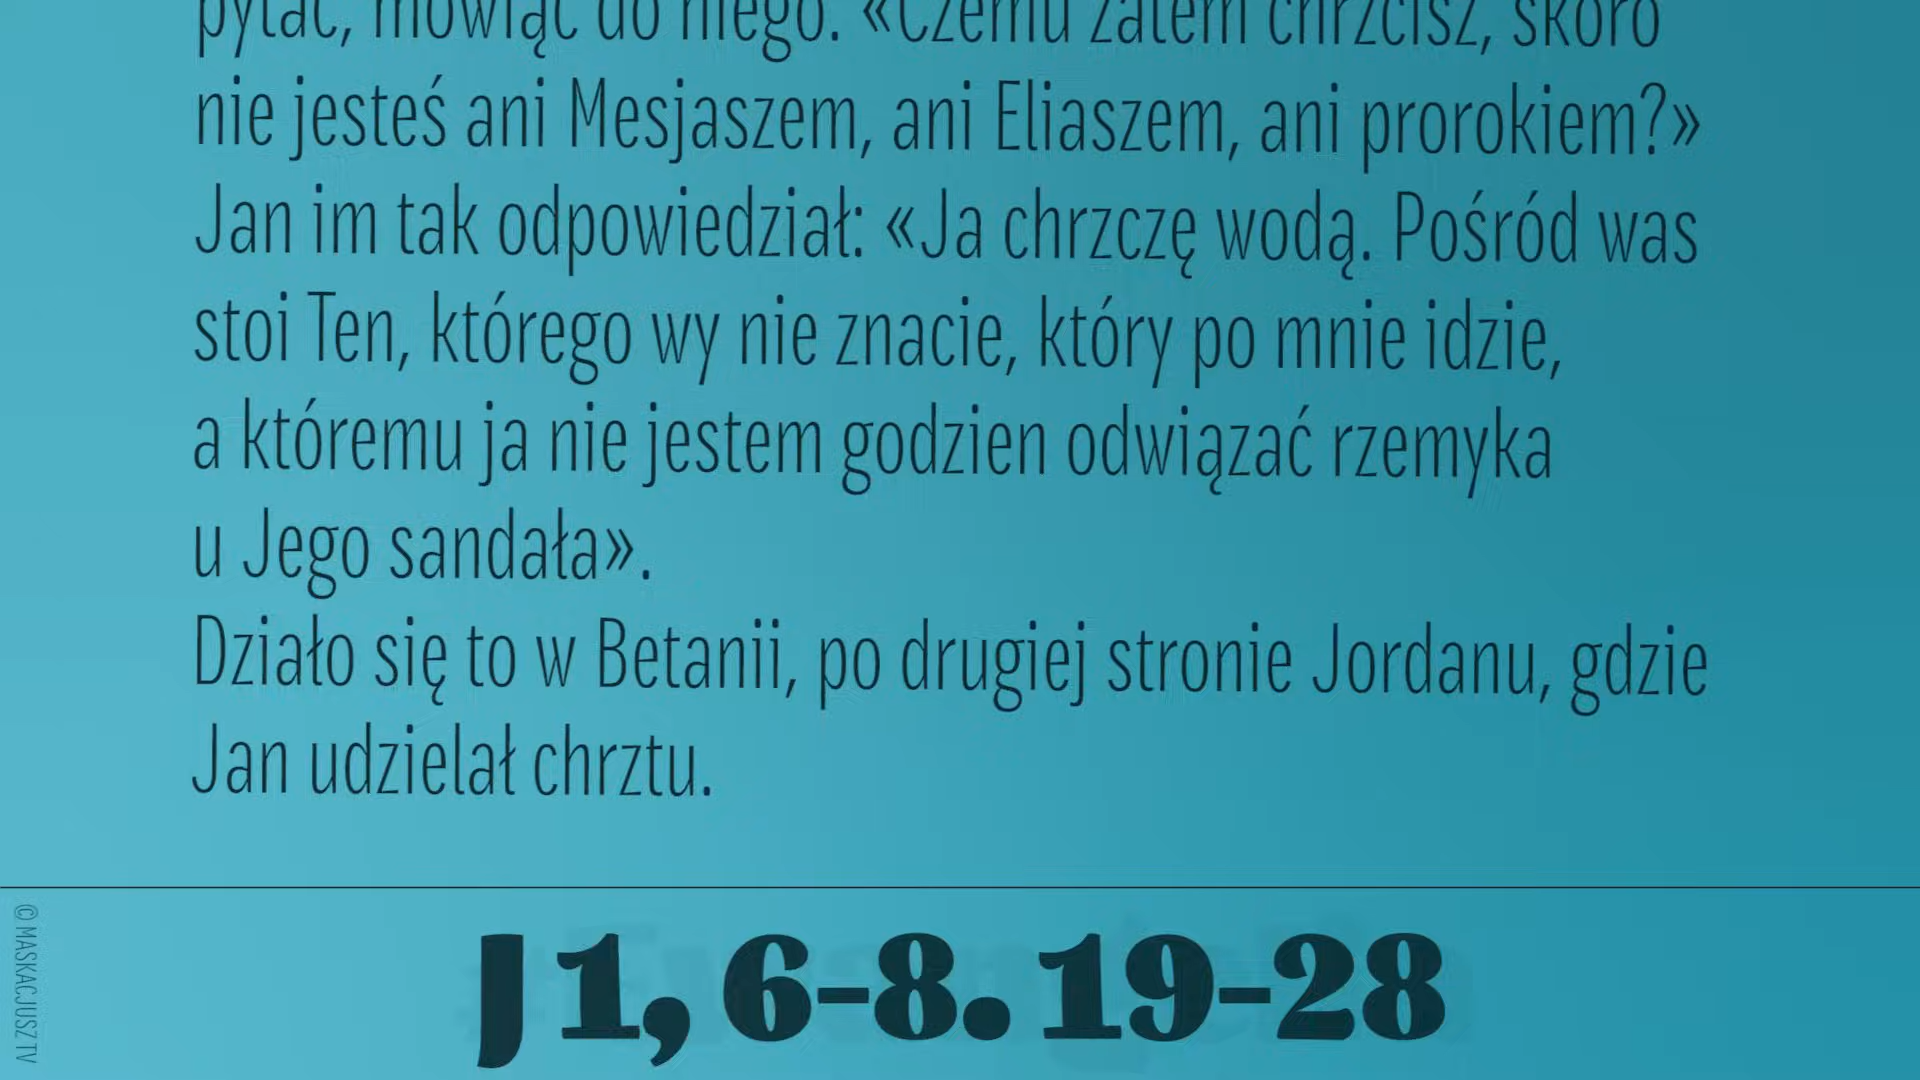 pytać, mówiąc do niego: «Czemu zatem chrzcisz, skoro
nie jesteś ani Mesjaszem, ani Eliaszem, ani prorokiem?»
Jan im tak odpowiedział: «Ja chrzczę wodą. Pośród was
stoi Ten, którego wy nie znacie, który po mnie idzie,
a któremu ja nie jestem godzien odwiązać rzemyka
u Jego sandała».
Działo się to w Betanii, po drugiej stronie Jordanu, gdzie
Jan udzielał chrztu.
J 1, 6-8. 19-28
© MASKACJUSZ TV